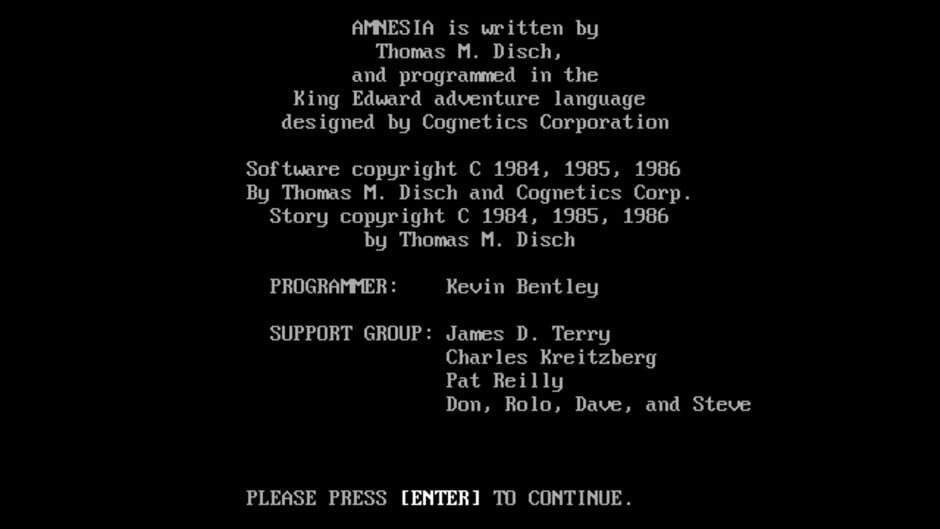 AMNESIA is written by
Thomas M. Disch,
and programmed in the
King Edward adventure language
designed by Cognetics Corporation
Software copyright C 1984, 1985, 1986
By Thomas M. Disch and Cognetics Corp.
Story copyright C 1984, 1985, 1986
by Thomas M. Disch
PROGRAMMER: Kevin Bentley
SUPPORT GROUP: James D. Terry
Charles Kreitzberg
Pat Reilly
Don, Rolo, Dave, and Steve
PLEASE PRESS [ENTER] TO CONTINUE.